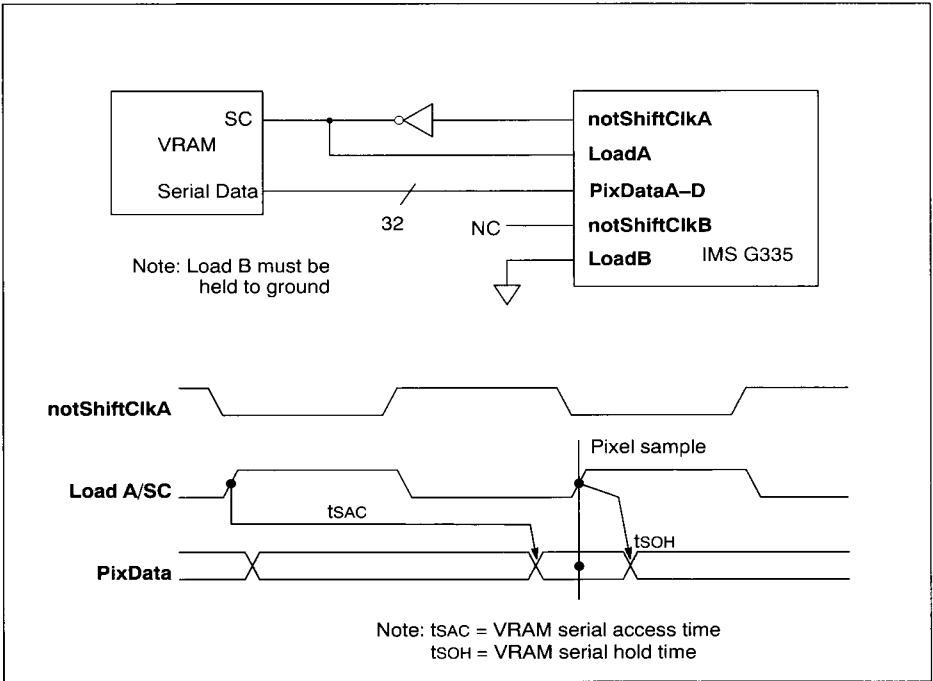 SC
VRAM
Serial Data
32
NC
notShiftClkA
LoadA
PixDataA–D
notShiftClkB
LoadB
IMS G335
Note: Load B must be
held to ground
notShiftClkA
Pixel sample
Load A/SC
tSAC
tSOH
PixData
Note: tSAC = VRAM serial access time
tSOH = VRAM serial hold time